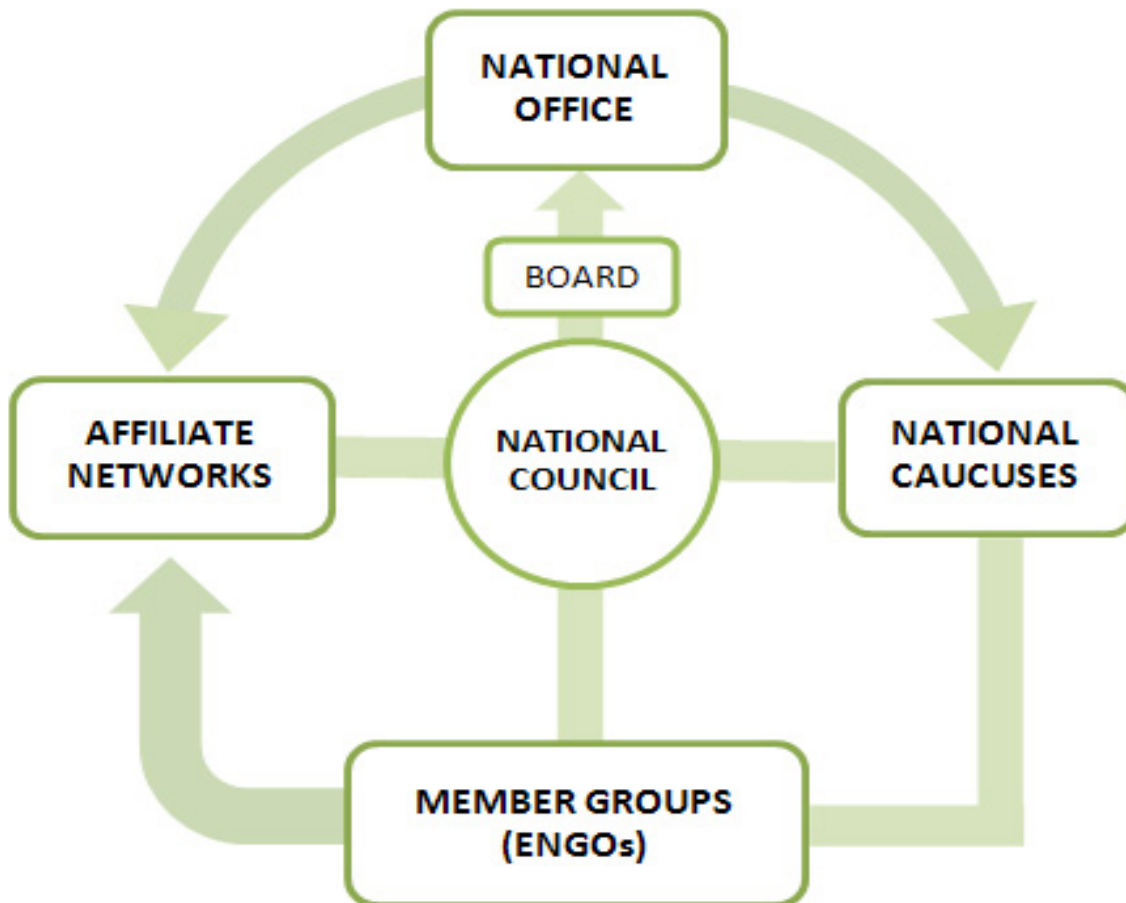 NATIONAL
OFFICE
BOARD
AFFILIATE
NETWORKS
NATIONAL
COUNCIL
NATIONAL
CAUCUSES
MEMBER GROUPS
(ENGOs)